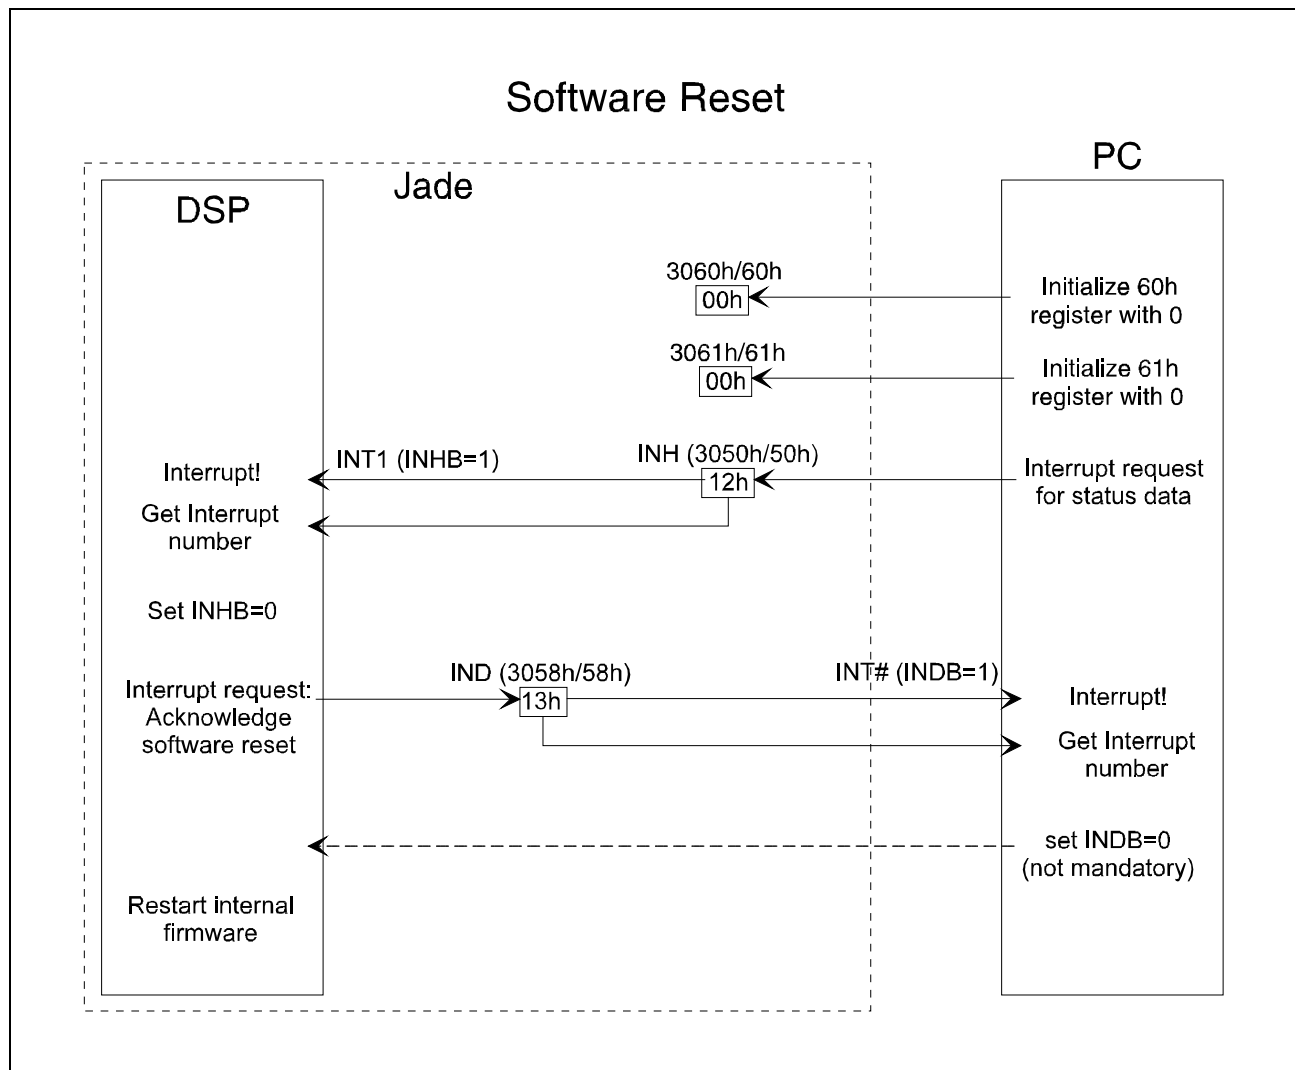 Software Reset
PC
Jade
DSP
3060h/60h
00h
Initialize 60h
register with 0
3061h/61h
00h
Initialize 61h
register with 0
INT1 (INHB=1)
INH (3050h/50h)
Interrupt!
12h
Interrupt request
for status data
Get Interrupt
number
Set INHB=0
IND (3058h/58h)
INT# (INDB=1)
Interrupt request:
Acknowledge
software reset
13h
Interrupt!
Get Interrupt
number
set INDB=0
(not mandatory)
Restart internal
firmware